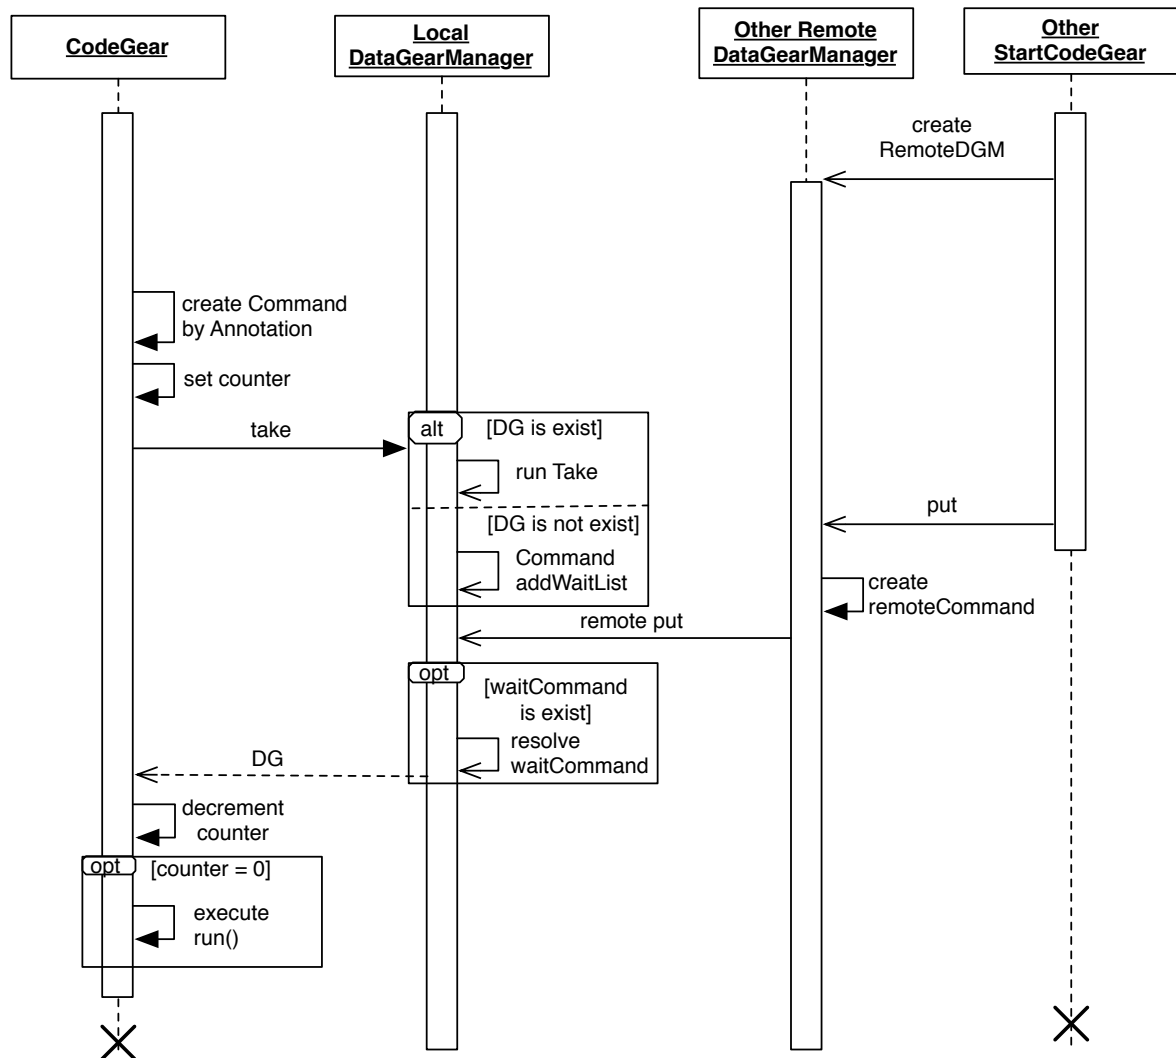 CodeGear
Local
DataGearManager
Other Remote
DataGearManager
Other
StartCodeGear
create
RemoteDGM
create Command
by Annotation
set counter
take
alt
[DG is exist]
run Take
[DG is not exist]
Command
addWaitList
put
create
remoteCommand
remote put
opt
[waitCommand
is exist]
resolve
waitCommand
DG
decrement
counter
opt
[counter = 0]
execute
run()